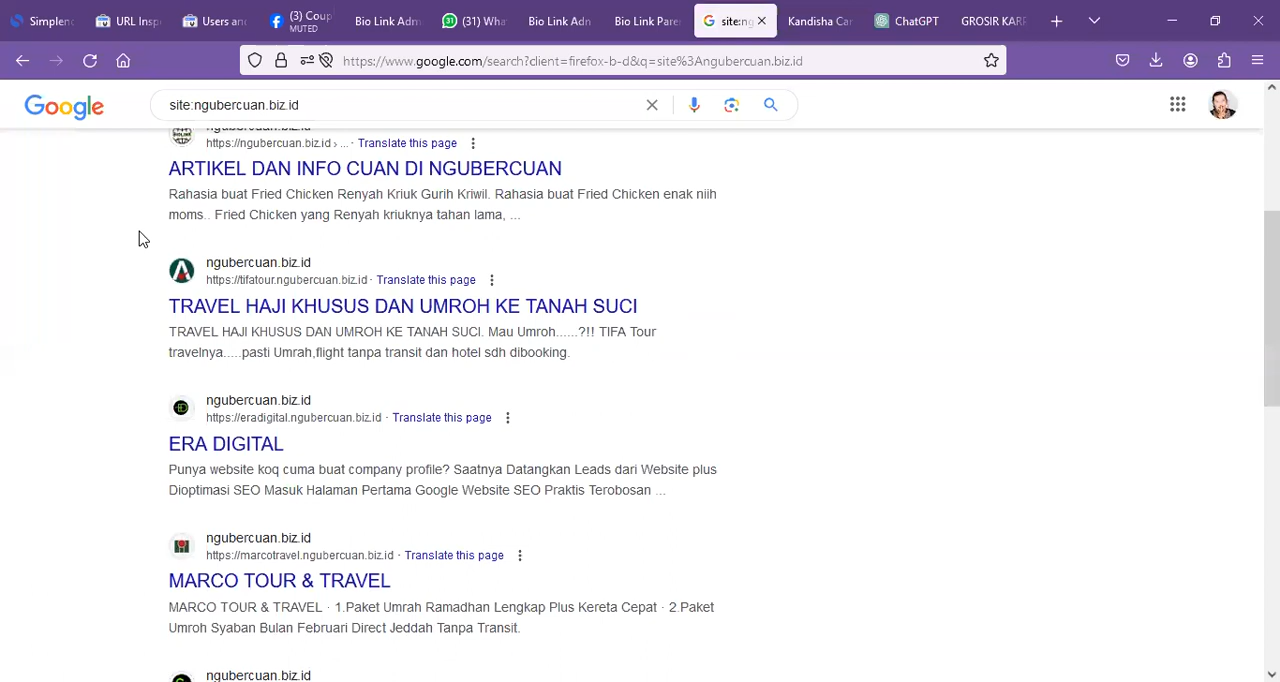 Simplen
URL Insp
Users and
(3) Coup
MUTED
Bio Link Adm
(31) Wha
Bio Link Adn
Bio Link Pare
site:ng
Kandisha Car
ChatGPT
GROSIR KARP
https://www.google.com/search?client=firefox-b-d&q=site%3Angubercuan.biz.id
Google
site:ngubercuan.biz.id
ngubercuan.biz.id
https://ngubercuan.biz.id › ... · Translate this page
ARTIKEL DAN INFO CUAN DI NGUBERCUAN
Rahasia buat Fried Chicken Renyah Kriuk Gurih Kriwil. Rahasia buat Fried Chicken enak niih
moms.. Fried Chicken yang Renyah kriuknya tahan lama, ...
ngubercuan.biz.id
https://tifatour.ngubercuan.biz.id · Translate this page
TRAVEL HAJI KHUSUS DAN UMROH KE TANAH SUCI
TRAVEL HAJI KHUSUS DAN UMROH KE TANAH SUCI. Mau Umroh......?!! TIFA Tour
travelnya.....pasti Umrah,flight tanpa transit dan hotel sdh dibooking.
ngubercuan.biz.id
https://eradigital.ngubercuan.biz.id · Translate this page
ERA DIGITAL
Punya website koq cuma buat company profile? Saatnya Datangkan Leads dari Website plus
Dioptimasi SEO Masuk Halaman Pertama Google Website SEO Praktis Terobosan ...
ngubercuan.biz.id
https://marcotravel.ngubercuan.biz.id · Translate this page
MARCO TOUR & TRAVEL
MARCO TOUR & TRAVEL · 1.Paket Umrah Ramadhan Lengkap Plus Kereta Cepat · 2.Paket
Umroh Syaban Bulan Februari Direct Jeddah Tanpa Transit.
ngubercuan.biz.id